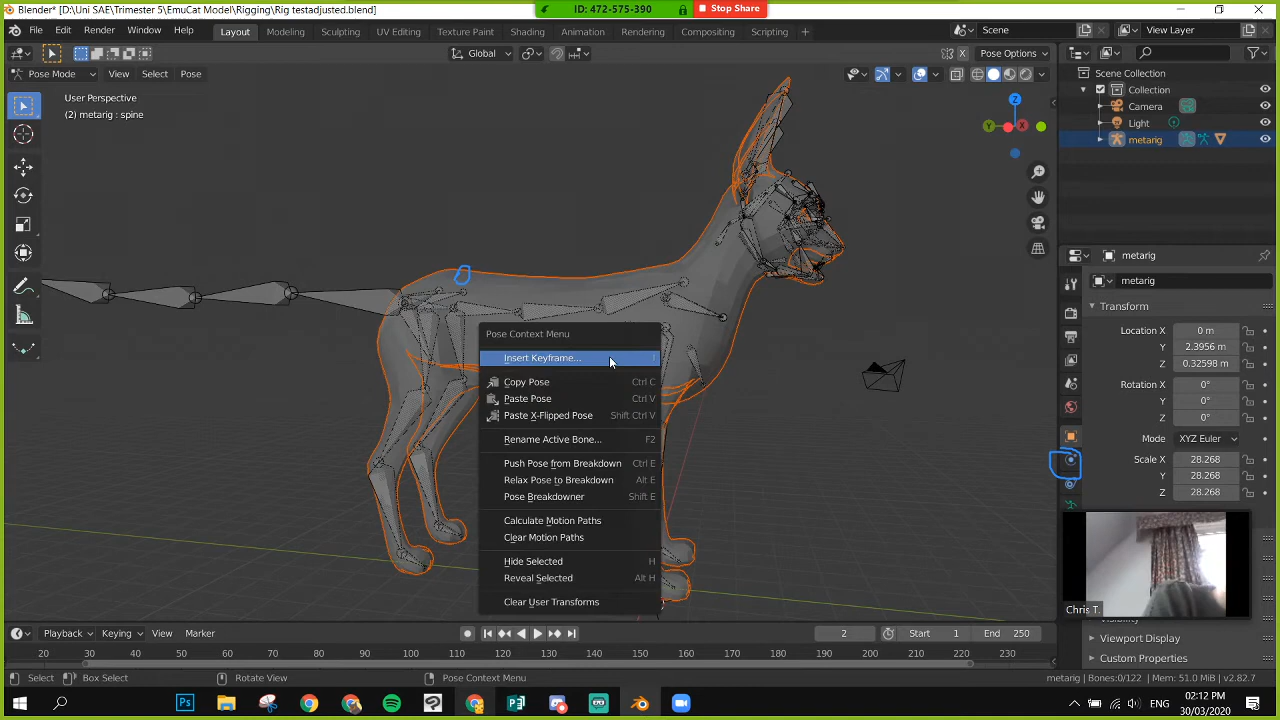 Blender* [D:\Uni SAE\Trimester 5\EmuCat Model\Rigging\Rig testadjusted.blend]
ID: 472-575-390
Stop Share
File Edit Render Window Help
Layout Modeling Sculpting UV Editing Texture Paint Shading Animation Rendering Compositing Scripting +
Scene
View Layer
Global
X
Pose Options
Pose Mode
View Select Pose
User Perspective
(2) metarig : spine
Z
Y
X
Scene Collection
Collection
Camera
Light
metarig
metarig
metarig
Transform
Location X 0 m
Y 2.3956 m
Z 0.32598 m
Rotation X 0°
Y 0°
Z 0°
Mode XYZ Euler
Scale X 28.268
Y 28.268
Z 28.268
Pose Context Menu
Insert Keyframe... I
Copy Pose Ctrl C
Paste Pose Ctrl V
Paste X-Flipped Pose Shift Ctrl V
Rename Active Bone... F2
Push Pose from Breakdown Ctrl E
Relax Pose to Breakdown Alt E
Pose Breakdowner Shift E
Calculate Motion Paths
Clear Motion Paths
Hide Selected H
Reveal Selected Alt H
Clear User Transforms
Chris T.
Viewport Display
Custom Properties
Playback Keying View Marker
2
Start 1
End 250
20 30 40 50 60 70 80 90 100 110 120 130 140 150 160 170 180 190 200 210 220 230
Select Box Select Rotate View Pose Context Menu
metarig | Bones:0/122 | Mem: 51.0 MiB | v2.82.7
Ps
P
ENG
02:12 PM
30/03/2020